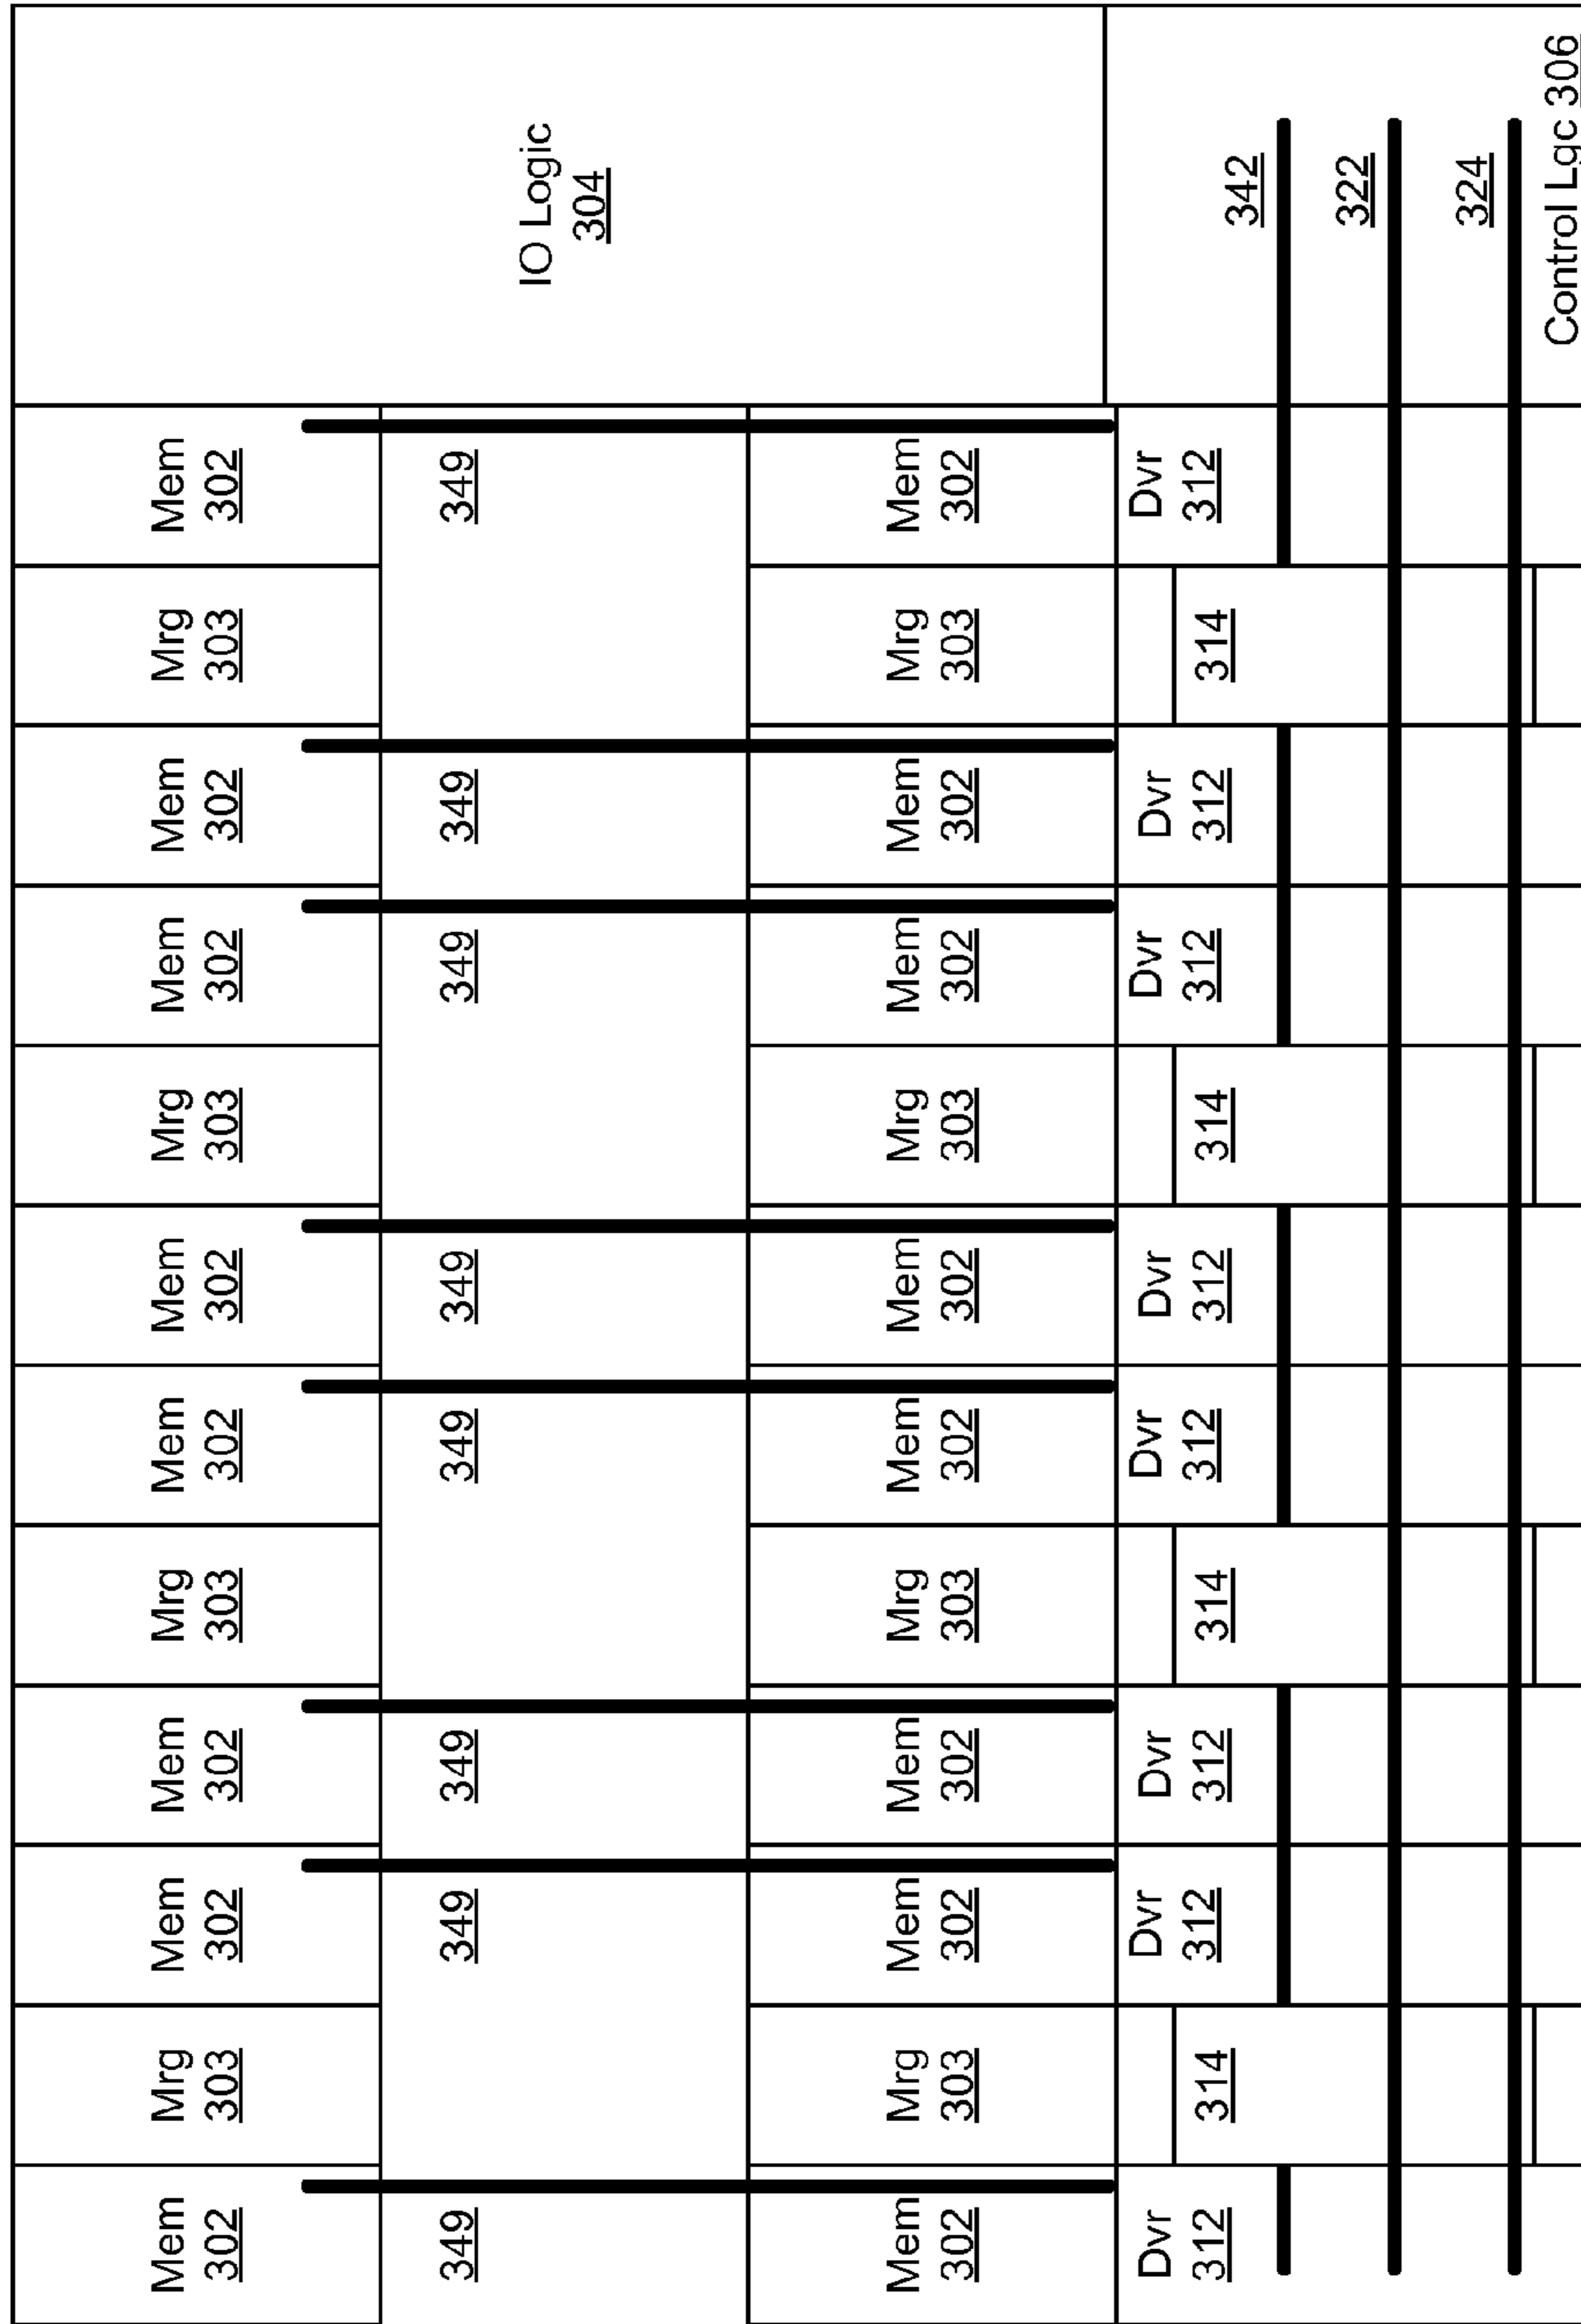 Mem Mrg Mem Mem Mrg Mem Mem Mrg Mem Mem Mrg Mem
302 303 302 302 303 302 302 303 302 302 303 302
349 349 349 349 349 349 349 349
IO Logic
304
Mem Mrg Mem Mem Mrg Mem Mem Mrg Mem Mem Mrg Mem
302 303 302 302 303 302 302 303 302 302 303 302
Dvr Dvr Dvr Dvr Dvr Dvr Dvr Dvr
312 314 312 312 314 312 312 314 312 312 314 312
342
322
324
Control Lgc 306